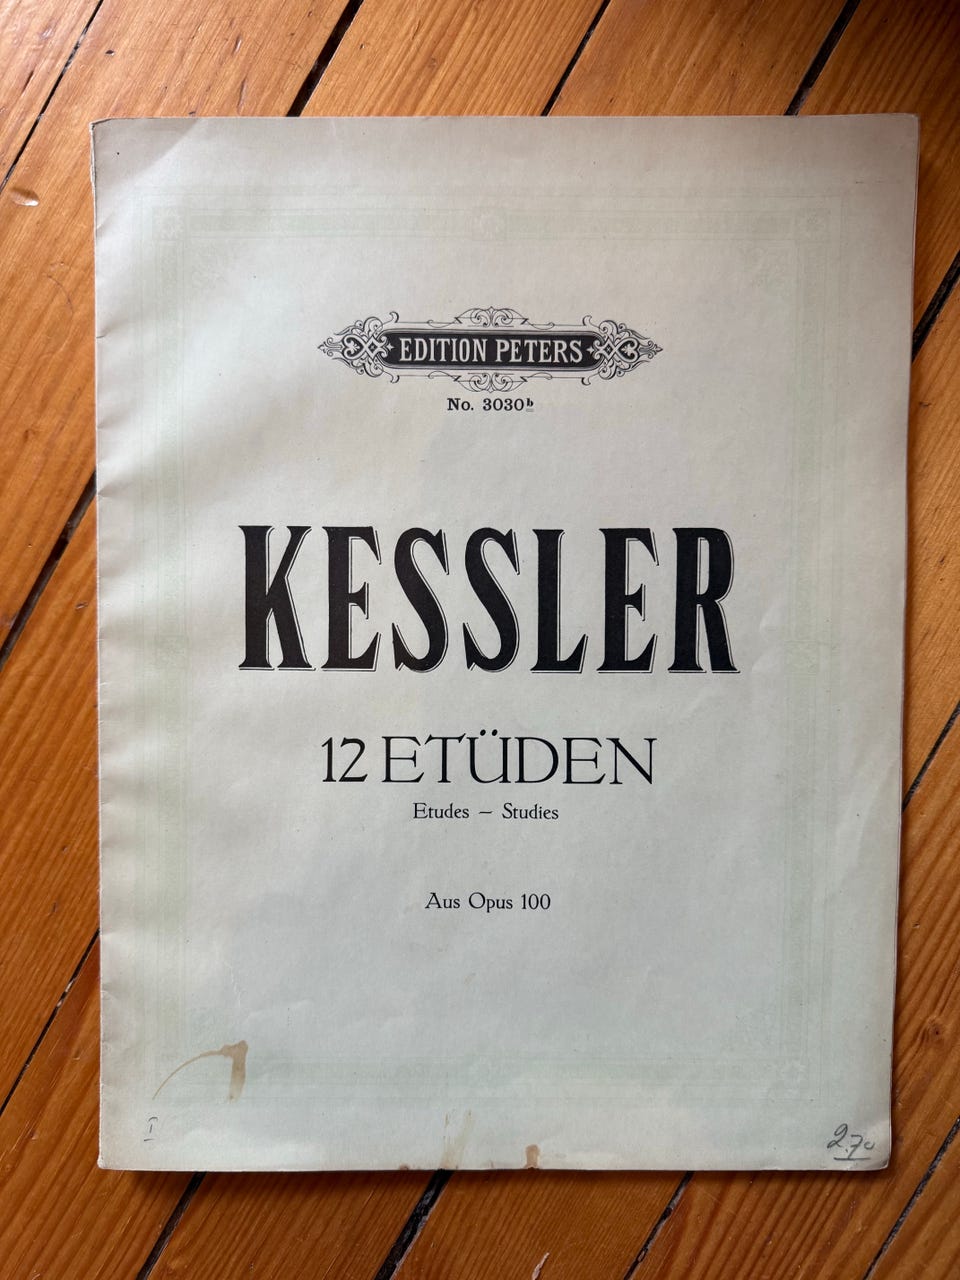 EDITION PETERS
No. 3030b
KESSLER
12 ETÜDEN
Etudes – Studies
Aus Opus 100
I
2.70